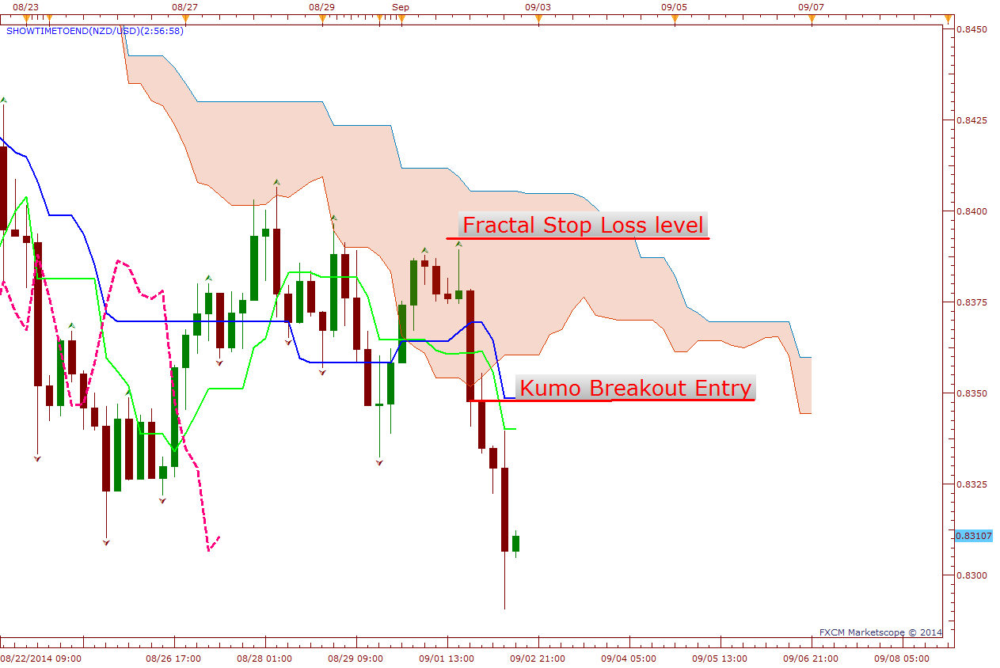 08/23 08/27 08/29 Sep 09/03 09/05 09/07
SHOWTIMETOEND(NZD/USD)(2:56:58)
0.8450
0.8425
0.8400
Fractal Stop Loss level
0.8375
0.8350
Kumo Breakout Entry
0.8325
0.83107
0.8300
FXCM Marketscope © 2014
08/22/2014 09:00 08/26 17:00 08/28 01:00 08/29 09:00 09/01 13:00 09/02 21:00 09/04 05:00 09/05 13:00 09/06 21:00 09/08 05:00